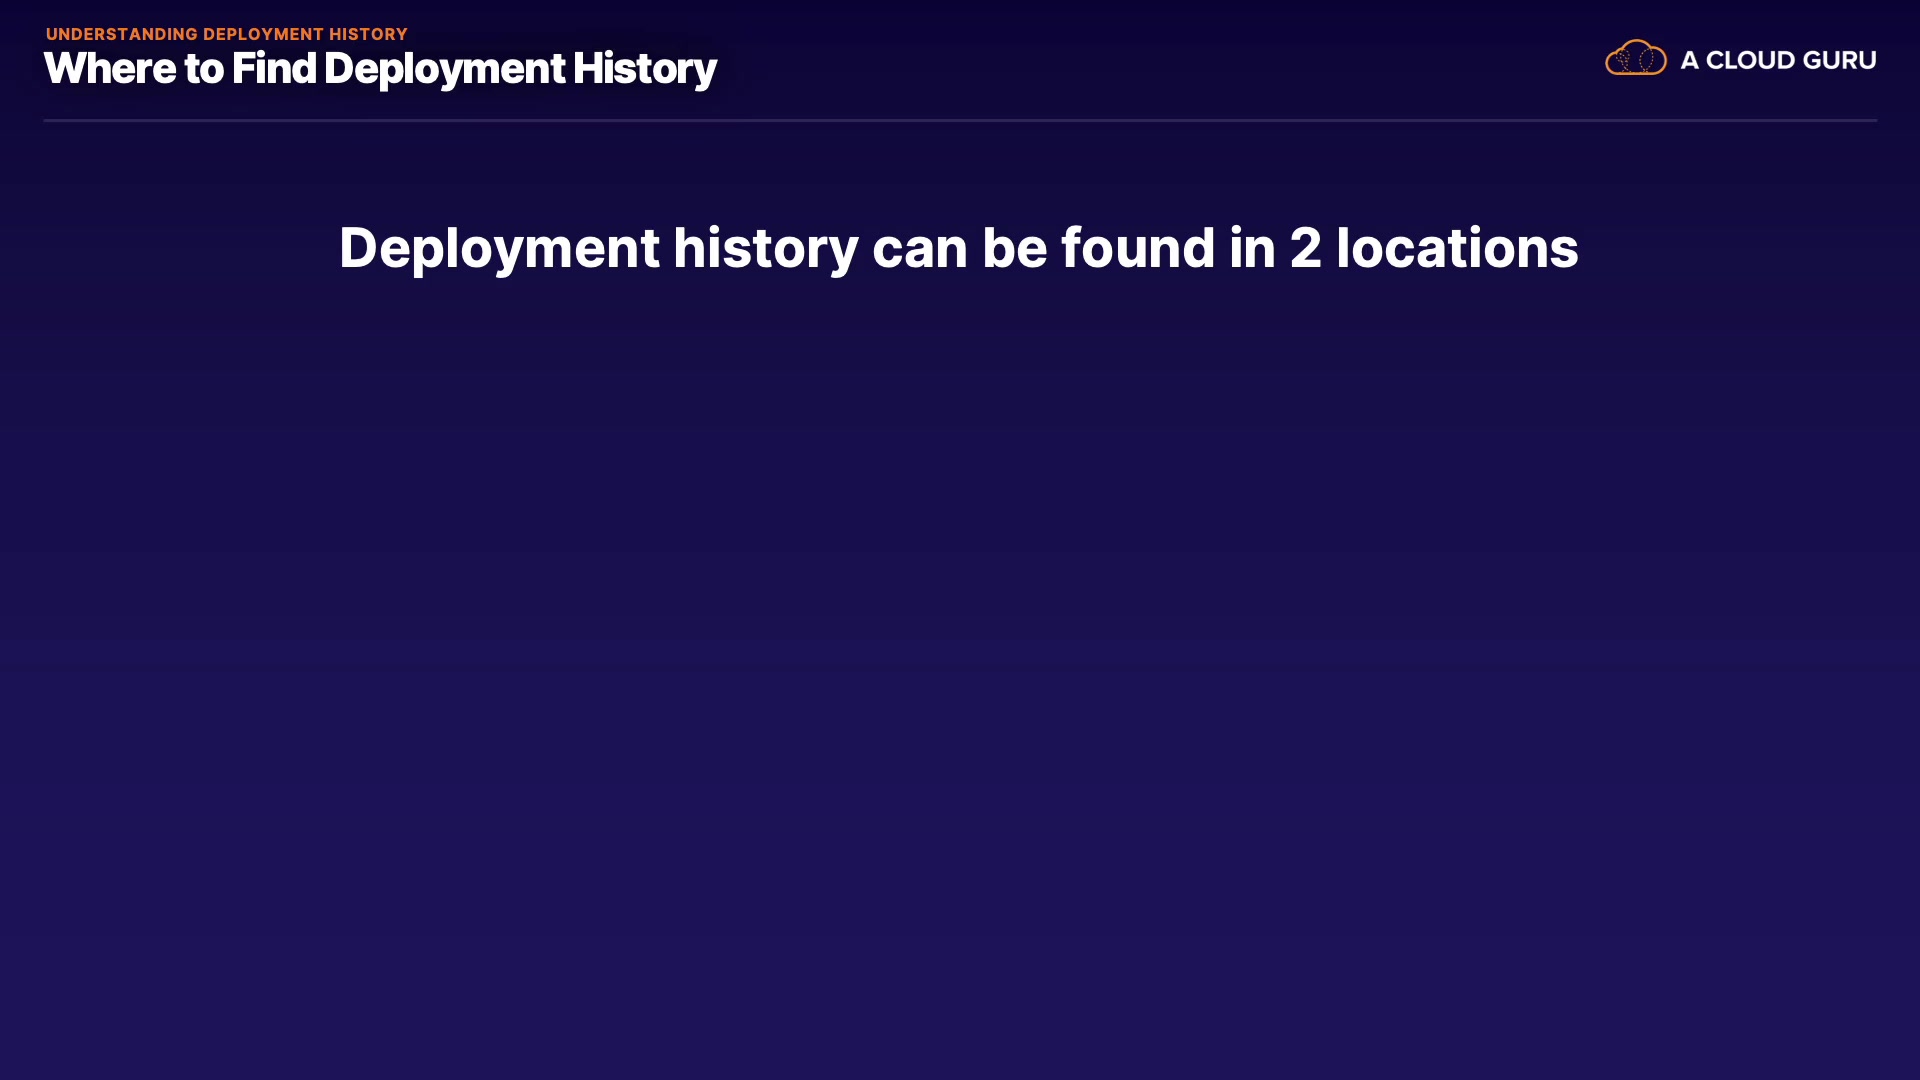 UNDERSTANDING DEPLOYMENT HISTORY
Where to Find Deployment History
A CLOUD GURU
Deployment history can be found in 2 locations